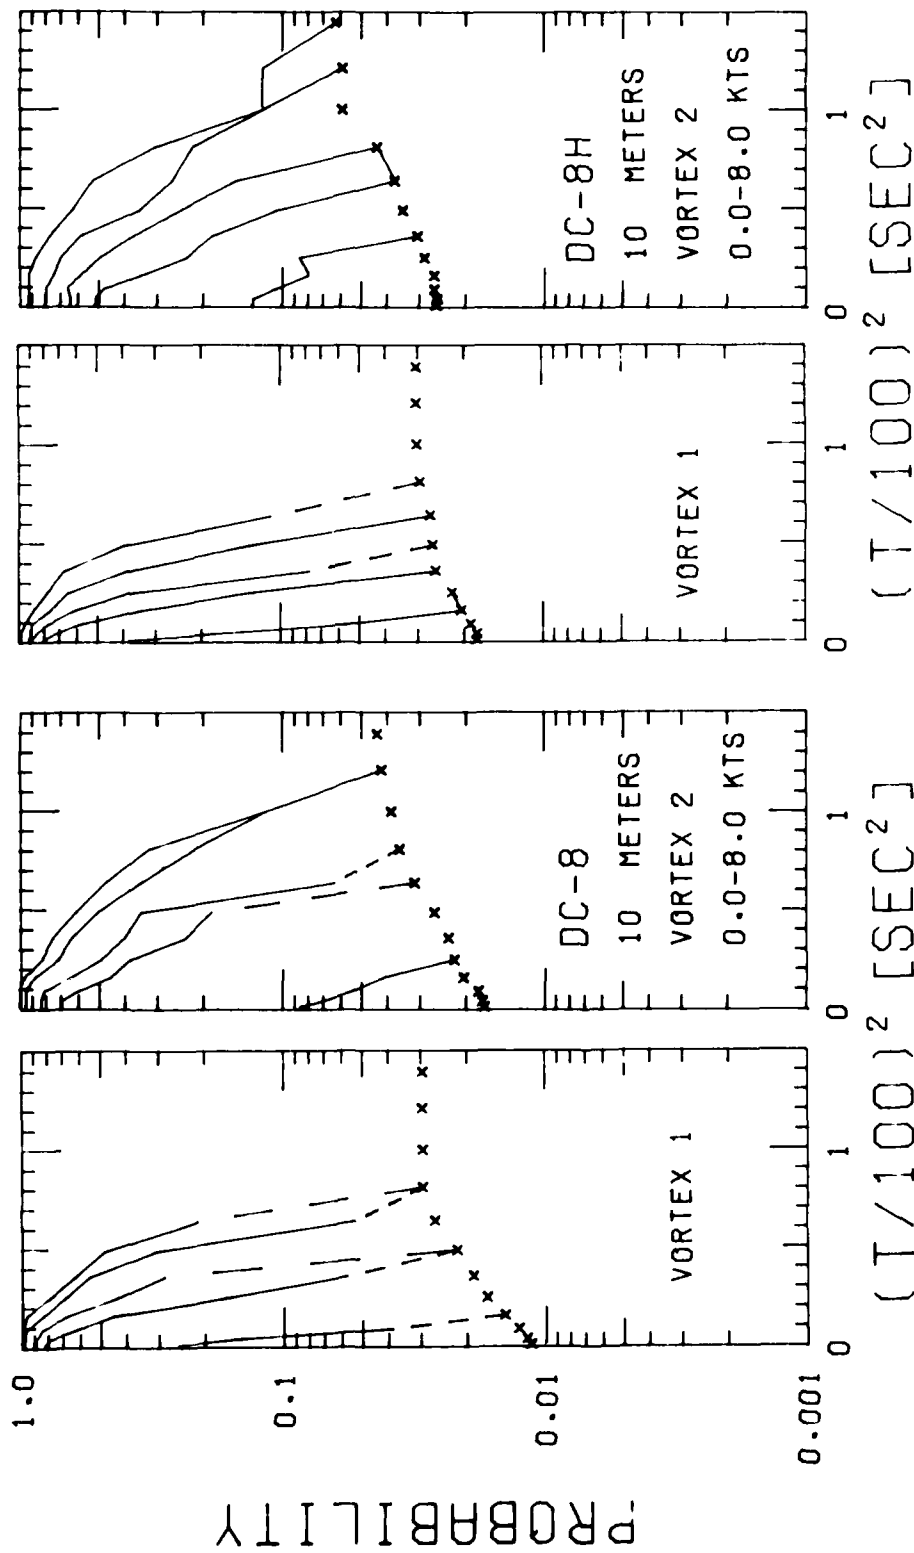 PROBABILITY
1.0
0.1
0.01
0.001
VORTEX 1
0
1
DC-8
10 METERS
VORTEX 2
0.0-8.0 KTS
0
1
(T/100)² [SEC²]
VORTEX 1
0
1
DC-8H
10 METERS
VORTEX 2
0.0-8.0 KTS
0
1
(T/100)² [SEC²]